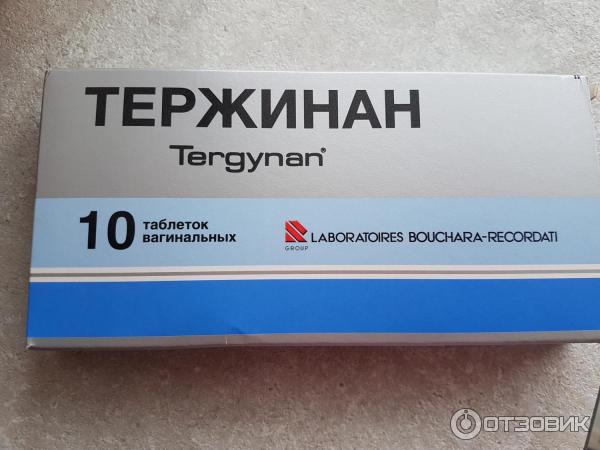 ТЕРЖИНАН
Tergynan®
10 таблеток
вагинальных
GROUP
LABORATOIRES BOUCHARA-RECORDATI
ОТЗОВИК